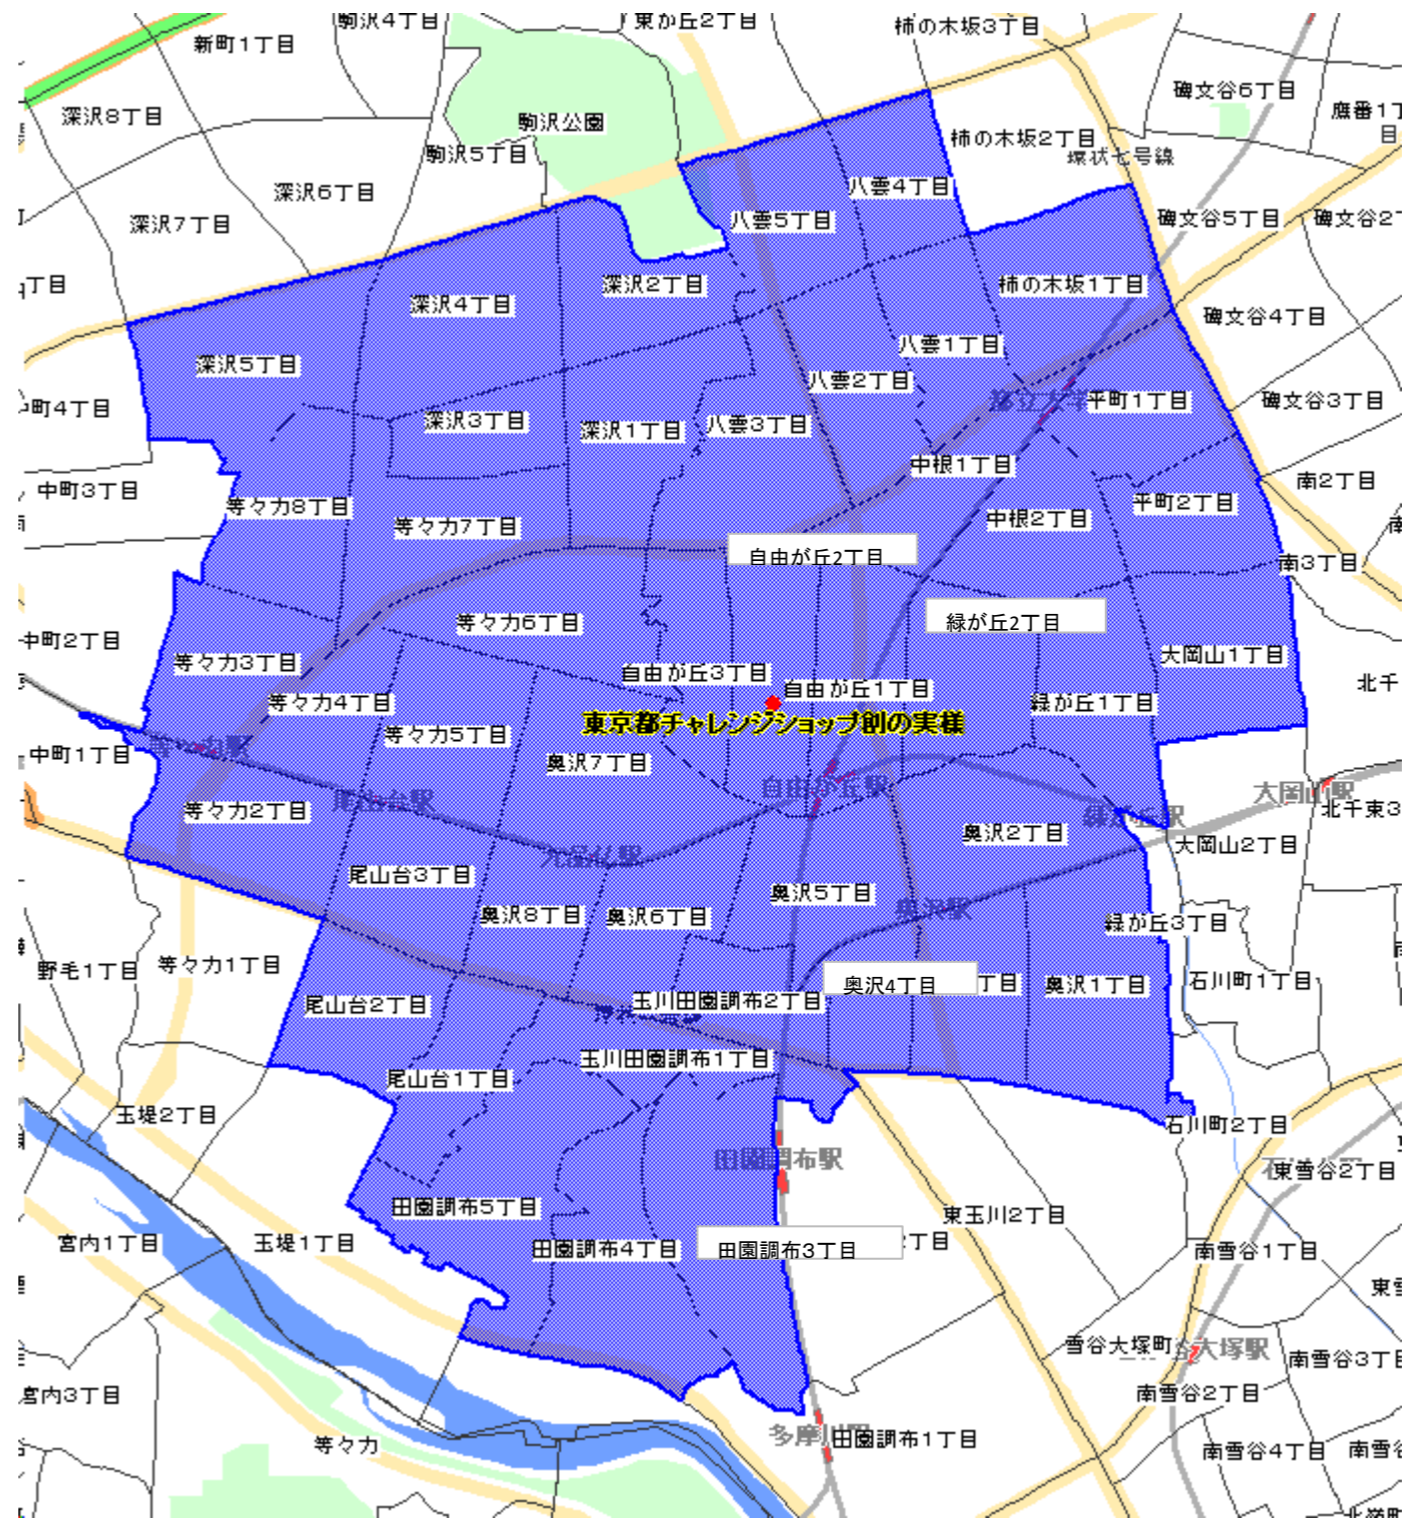 駒沢4丁目
東が丘2丁目
柿の木坂3丁目
新町1丁目
碑文谷6丁目
深沢8丁目
駒沢公園
鷹番1丁
目
柿の木坂2丁目
環状七号線
駒沢5丁目
深沢6丁目
八雲4丁目
深沢7丁目
八雲5丁目
碑文谷5丁目
碑文谷2丁
丁目
深沢2丁目
柿の木坂1丁目
深沢4丁目
碑文谷4丁目
八雲1丁目
深沢5丁目
八雲2丁目
町4丁目
平町1丁目
碑文谷3丁目
深沢3丁目
深沢1丁目
八雲3丁目
中根1丁目
南2丁目
中町3丁目
平町2丁目
等々力8丁目
等々力7丁目
中根2丁目
自由が丘2丁目
南3丁目
等々力6丁目
緑が丘2丁目
中町2丁目
等々力3丁目
大岡山1丁目
自由が丘3丁目
自由が丘1丁目
北千
等々力4丁目
緑が丘1丁目
東京都チャレンジショップ創の実様
等々力5丁目
等々力駅
中町1丁目
奥沢7丁目
自由が丘駅
大岡山駅
尾山台駅
等々力2丁目
北千束3
緑が丘駅
奥沢2丁目
大岡山2丁目
九品仏駅
尾山台3丁目
奥沢5丁目
奥沢駅
奥沢8丁目
奥沢6丁目
緑が丘3丁目
野毛1丁目
等々力1丁目
奥沢4丁目
丁目
奥沢1丁目
石川町1丁目
尾山台2丁目
玉川田園調布2丁目
玉川田園調布1丁目
尾山台1丁目
玉堤2丁目
石川町2丁目
田園調布駅
東雪谷2丁目
田園調布5丁目
東玉川2丁目
宮内1丁目
玉堤1丁目
田園調布4丁目
田園調布3丁目
2丁目
南雪谷1丁目
東雪
雪谷大塚町
大塚駅
南雪谷3丁目
宮内3丁目
南雪谷2丁目
多摩川駅
田園調布1丁目
等々力
南雪谷4丁目
南雪谷
北嶺町